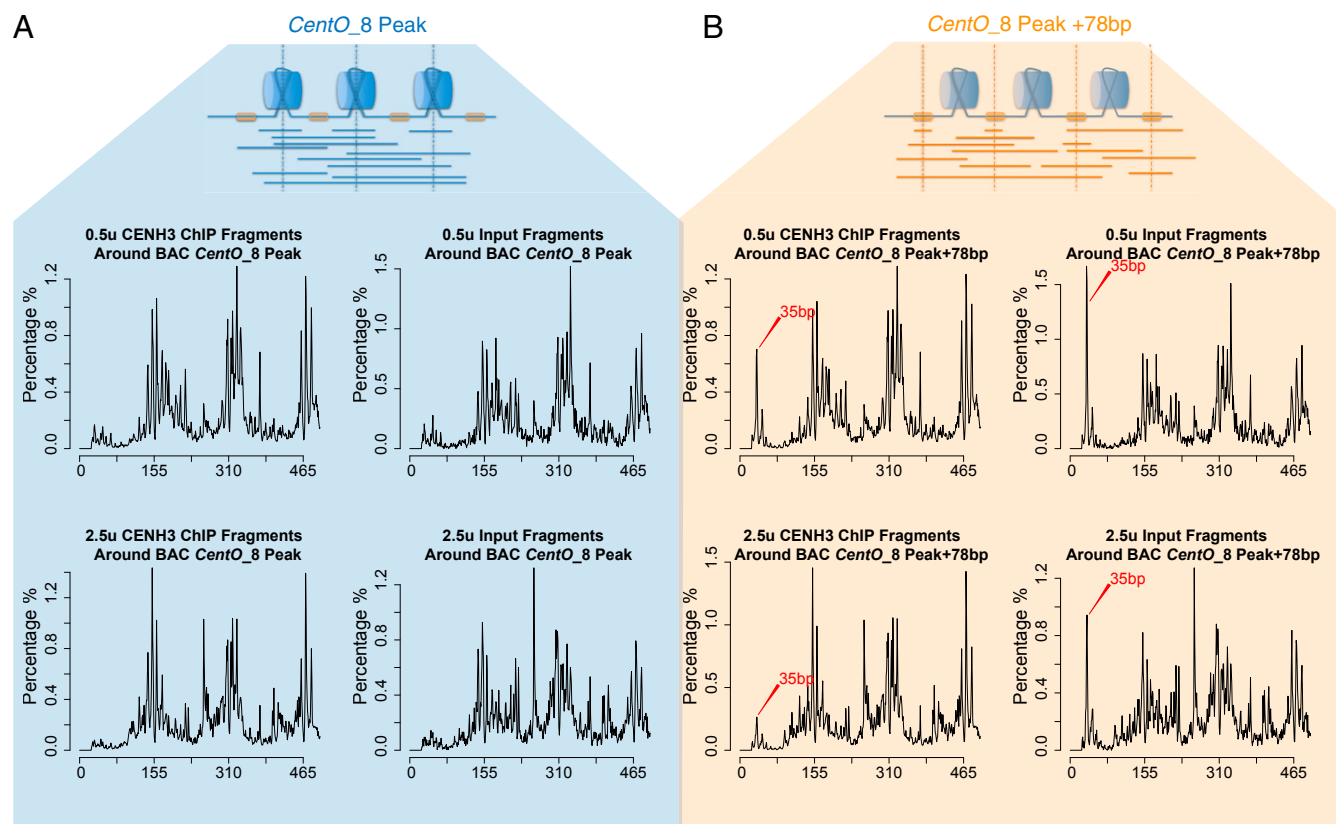 A
CentO_8 Peak
B
CentO_8 Peak +78bp
0.5u CENH3 ChIP Fragments
Around BAC CentO_8 Peak
Percentage %
0.0 0.4 0.8 1.2
0 155 310 465
0.5u Input Fragments
Around BAC CentO_8 Peak
Percentage %
0.0 0.5 1.0 1.5
0 155 310 465
0.5u CENH3 ChIP Fragments
Around BAC CentO_8 Peak+78bp
35bp
Percentage %
0.0 0.4 0.8 1.2
0 155 310 465
0.5u Input Fragments
Around BAC CentO_8 Peak+78bp
35bp
Percentage %
0.0 0.5 1.0 1.5
0 155 310 465
2.5u CENH3 ChIP Fragments
Around BAC CentO_8 Peak
Percentage %
0.0 0.4 0.8 1.2
0 155 310 465
2.5u Input Fragments
Around BAC CentO_8 Peak
Percentage %
0.0 0.4 0.8 1.2
0 155 310 465
2.5u CENH3 ChIP Fragments
Around BAC CentO_8 Peak+78bp
35bp
Percentage %
0.0 0.5 1.0 1.5
0 155 310 465
2.5u Input Fragments
Around BAC CentO_8 Peak+78bp
35bp
Percentage %
0.0 0.4 0.8 1.2
0 155 310 465